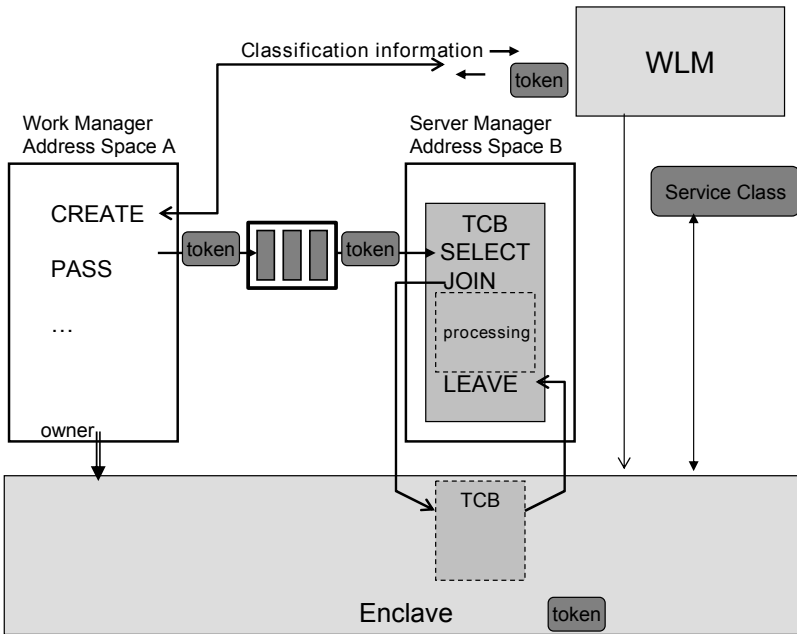 Classification information
token
WLM
Work Manager
Address Space A
Server Manager
Address Space B
Service Class
CREATE
PASS
...
token
token
TCB
SELECT
JOIN
processing
LEAVE
owner
TCB
Enclave
token